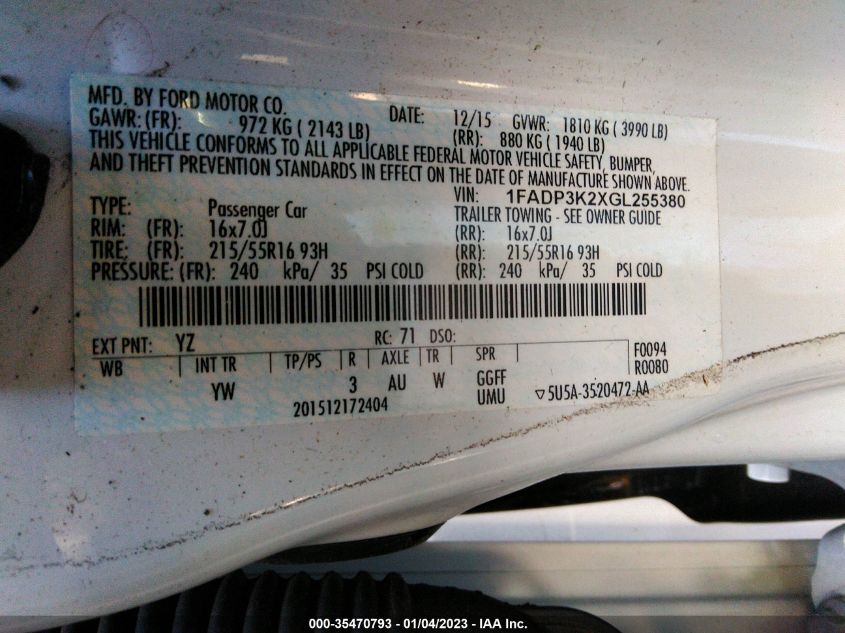 MFD. BY FORD MOTOR CO.
DATE: 12/15 GVWR: 1810 KG ( 3990 LB)
GAWR: (FR): 972 KG ( 2143 LB) (RR): 880 KG ( 1940 LB)
THIS VEHICLE CONFORMS TO ALL APPLICABLE FEDERAL MOTOR VEHICLE SAFETY, BUMPER,
AND THEFT PREVENTION STANDARDS IN EFFECT ON THE DATE OF MANUFACTURE SHOWN ABOVE.
VIN: 1FADP3K2XGL255380
TYPE: Passenger Car TRAILER TOWING - SEE OWNER GUIDE
RIM: (FR): 16x7.0J (RR): 16x7.0J
TIRE: (FR): 215/55R16 93H (RR): 215/55R16 93H
PRESSURE: (FR): 240 kPa/ 35 PSI COLD (RR): 240 kPa/ 35 PSI COLD
EXT PNT: YZ RC: 71 DSO:
WB INT TR TP/PS R AXLE TR SPR F0094
R0080
YW 3 AU W GGFF
UMU
▽5U5A-3520472-AA
201512172404
000-35470793 - 01/04/2023 - IAA Inc.